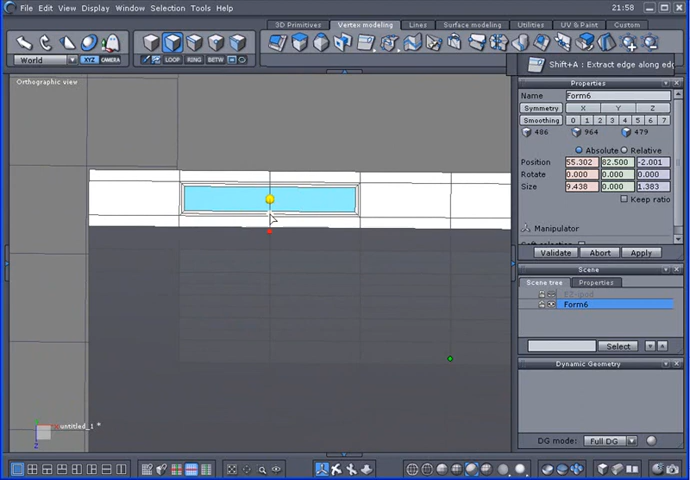 File Edit View Display Window Selection Tools Help
21:58
3D Primitives Vertex modeling Lines Surface modeling Utilities UV & Paint Custom
World XYZ CAMERA LOOP RING BETW
Shift+A : Extract edge along edg
Orthographic view
Properties
Name Form6
Symmetry X Y Z
Smoothing 0 1 2 3 4 5 6 7
486 964 479
Absolute Relative
Position 55.302 82.500 -2.001
Rotate 0.000 0.000 0.000
Size 9.438 0.000 1.383
Keep ratio
Manipulator
Validate Abort Apply
Scene
Scene tree Properties
Form6
Select
Dynamic Geometry
untitled_1 *
Z
DG mode: Full DG